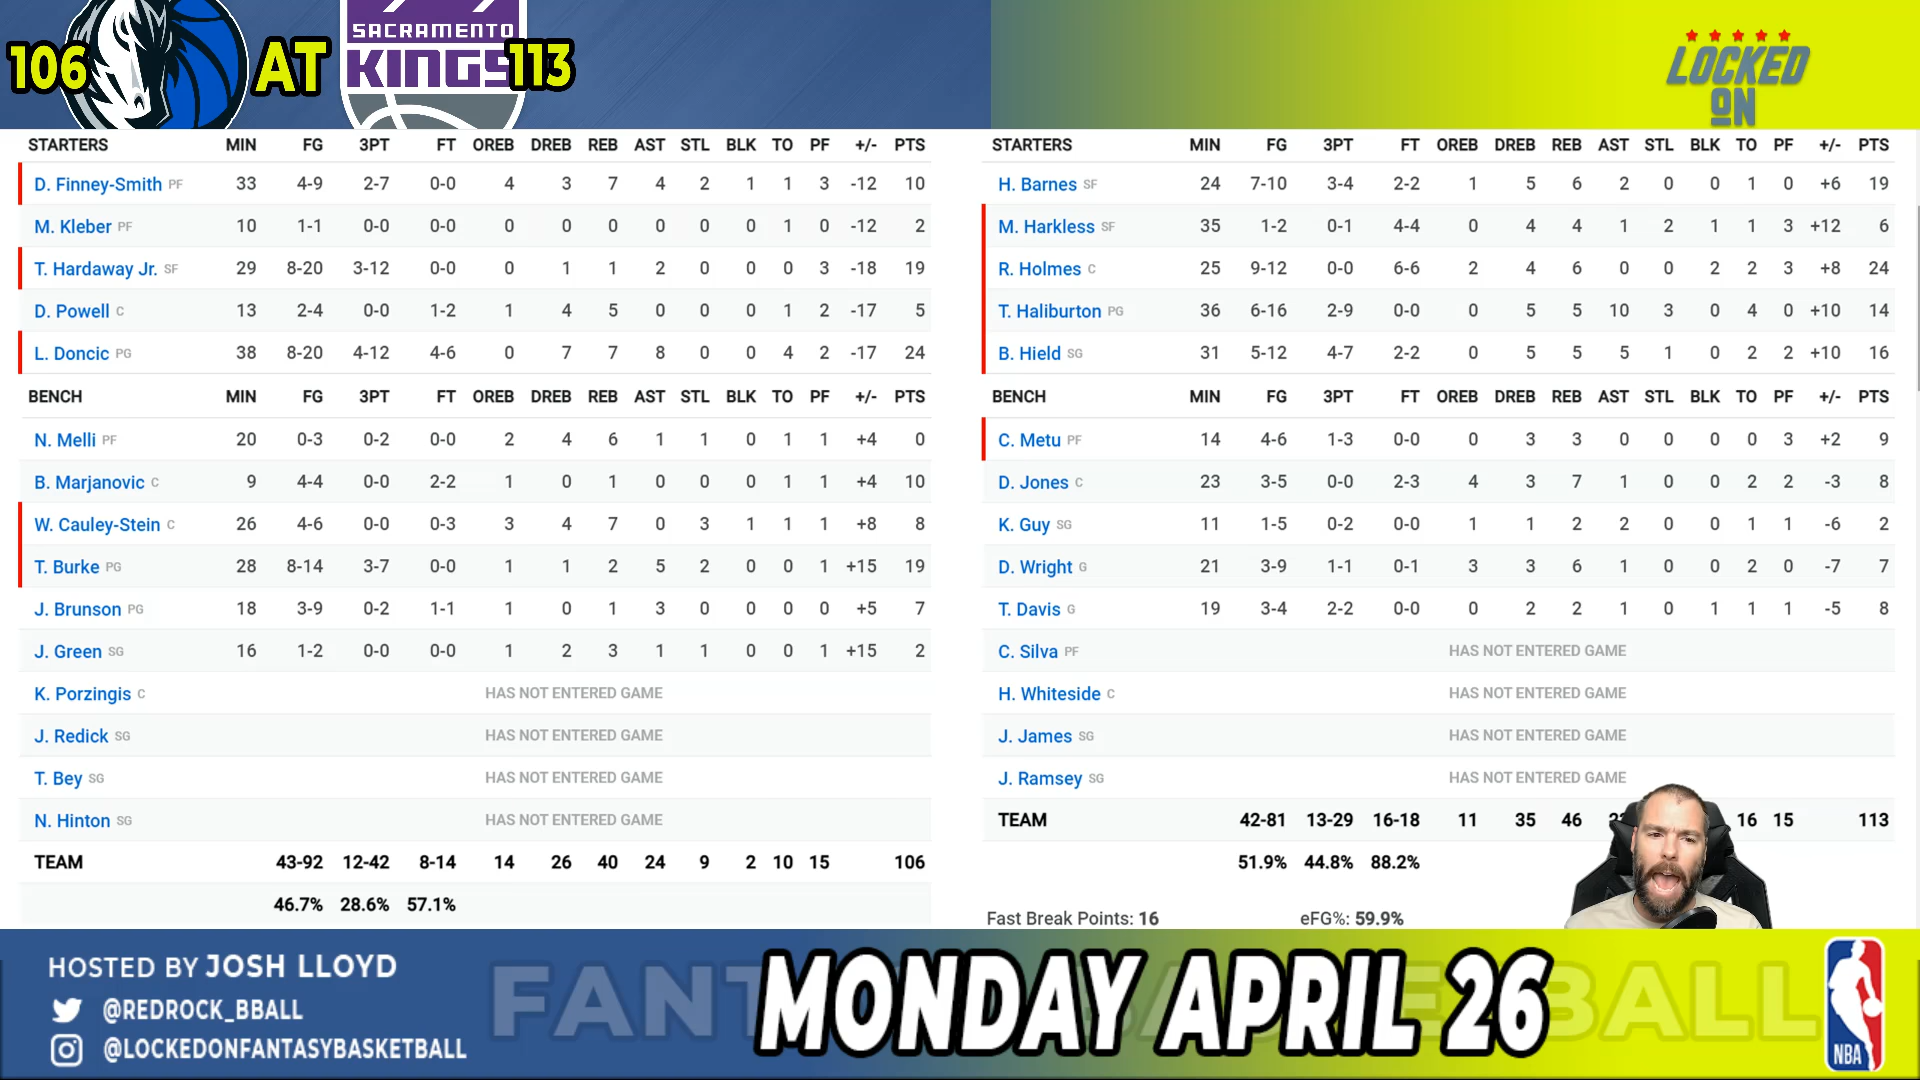 106 AT SACRAMENTO KINGS 113
LOCKED ON
STARTERS MIN FG 3PT FT OREB DREB REB AST STL BLK TO PF +/- PTS
D. Finney-Smith PF 33 4-9 2-7 0-0 4 3 7 4 2 1 1 3 -12 10
M. Kleber PF 10 1-1 0-0 0-0 0 0 0 0 0 0 1 0 -12 2
T. Hardaway Jr. SF 29 8-20 3-12 0-0 0 1 1 2 0 0 0 3 -18 19
D. Powell C 13 2-4 0-0 1-2 1 4 5 0 0 0 1 2 -17 5
L. Doncic PG 38 8-20 4-12 4-6 0 7 7 8 0 0 4 2 -17 24
BENCH MIN FG 3PT FT OREB DREB REB AST STL BLK TO PF +/- PTS
N. Melli PF 20 0-3 0-2 0-0 2 4 6 1 1 0 1 1 +4 0
B. Marjanovic C 9 4-4 0-0 2-2 1 0 1 0 0 0 1 1 +4 10
W. Cauley-Stein C 26 4-6 0-0 0-3 3 4 7 0 3 1 1 1 +8 8
T. Burke PG 28 8-14 3-7 0-0 1 1 2 5 2 0 0 1 +15 19
J. Brunson PG 18 3-9 0-2 1-1 1 0 1 3 0 0 0 0 +5 7
J. Green SG 16 1-2 0-0 0-0 1 2 3 1 1 0 0 1 +15 2
K. Porzingis C HAS NOT ENTERED GAME
J. Redick SG HAS NOT ENTERED GAME
T. Bey SG HAS NOT ENTERED GAME
N. Hinton SG HAS NOT ENTERED GAME
TEAM 43-92 12-42 8-14 14 26 40 24 9 2 10 15 106
46.7% 28.6% 57.1%
STARTERS MIN FG 3PT FT OREB DREB REB AST STL BLK TO PF +/- PTS
H. Barnes SF 24 7-10 3-4 2-2 1 5 6 2 0 0 1 0 +6 19
M. Harkless SF 35 1-2 0-1 4-4 0 4 4 1 2 1 1 3 +12 6
R. Holmes C 25 9-12 0-0 6-6 2 4 6 0 0 2 2 3 +8 24
T. Haliburton PG 36 6-16 2-9 0-0 0 5 5 10 3 0 4 0 +10 14
B. Hield SG 31 5-12 4-7 2-2 0 5 5 5 1 0 2 2 +10 16
BENCH MIN FG 3PT FT OREB DREB REB AST STL BLK TO PF +/- PTS
C. Metu PF 14 4-6 1-3 0-0 0 3 3 0 0 0 0 3 +2 9
D. Jones C 23 3-5 0-0 2-3 4 3 7 1 0 0 2 2 -3 8
K. Guy SG 11 1-5 0-2 0-0 1 1 2 2 0 0 1 1 -6 2
D. Wright G 21 3-9 1-1 0-1 3 3 6 1 0 0 2 0 -7 7
T. Davis G 19 3-4 2-2 0-0 0 2 2 1 0 1 1 1 -5 8
C. Silva PF HAS NOT ENTERED GAME
H. Whiteside C HAS NOT ENTERED GAME
J. James SG HAS NOT ENTERED GAME
J. Ramsey SG HAS NOT ENTERED GAME
TEAM 42-81 13-29 16-18 11 35 46 16 15 113
51.9% 44.8% 88.2%
Fast Break Points: 16 eFG%: 59.9%
HOSTED BY JOSH LLOYD
@REDROCK_BBALL
@LOCKEDONFANTASYBASKETBALL
MONDAY APRIL 26
NBA